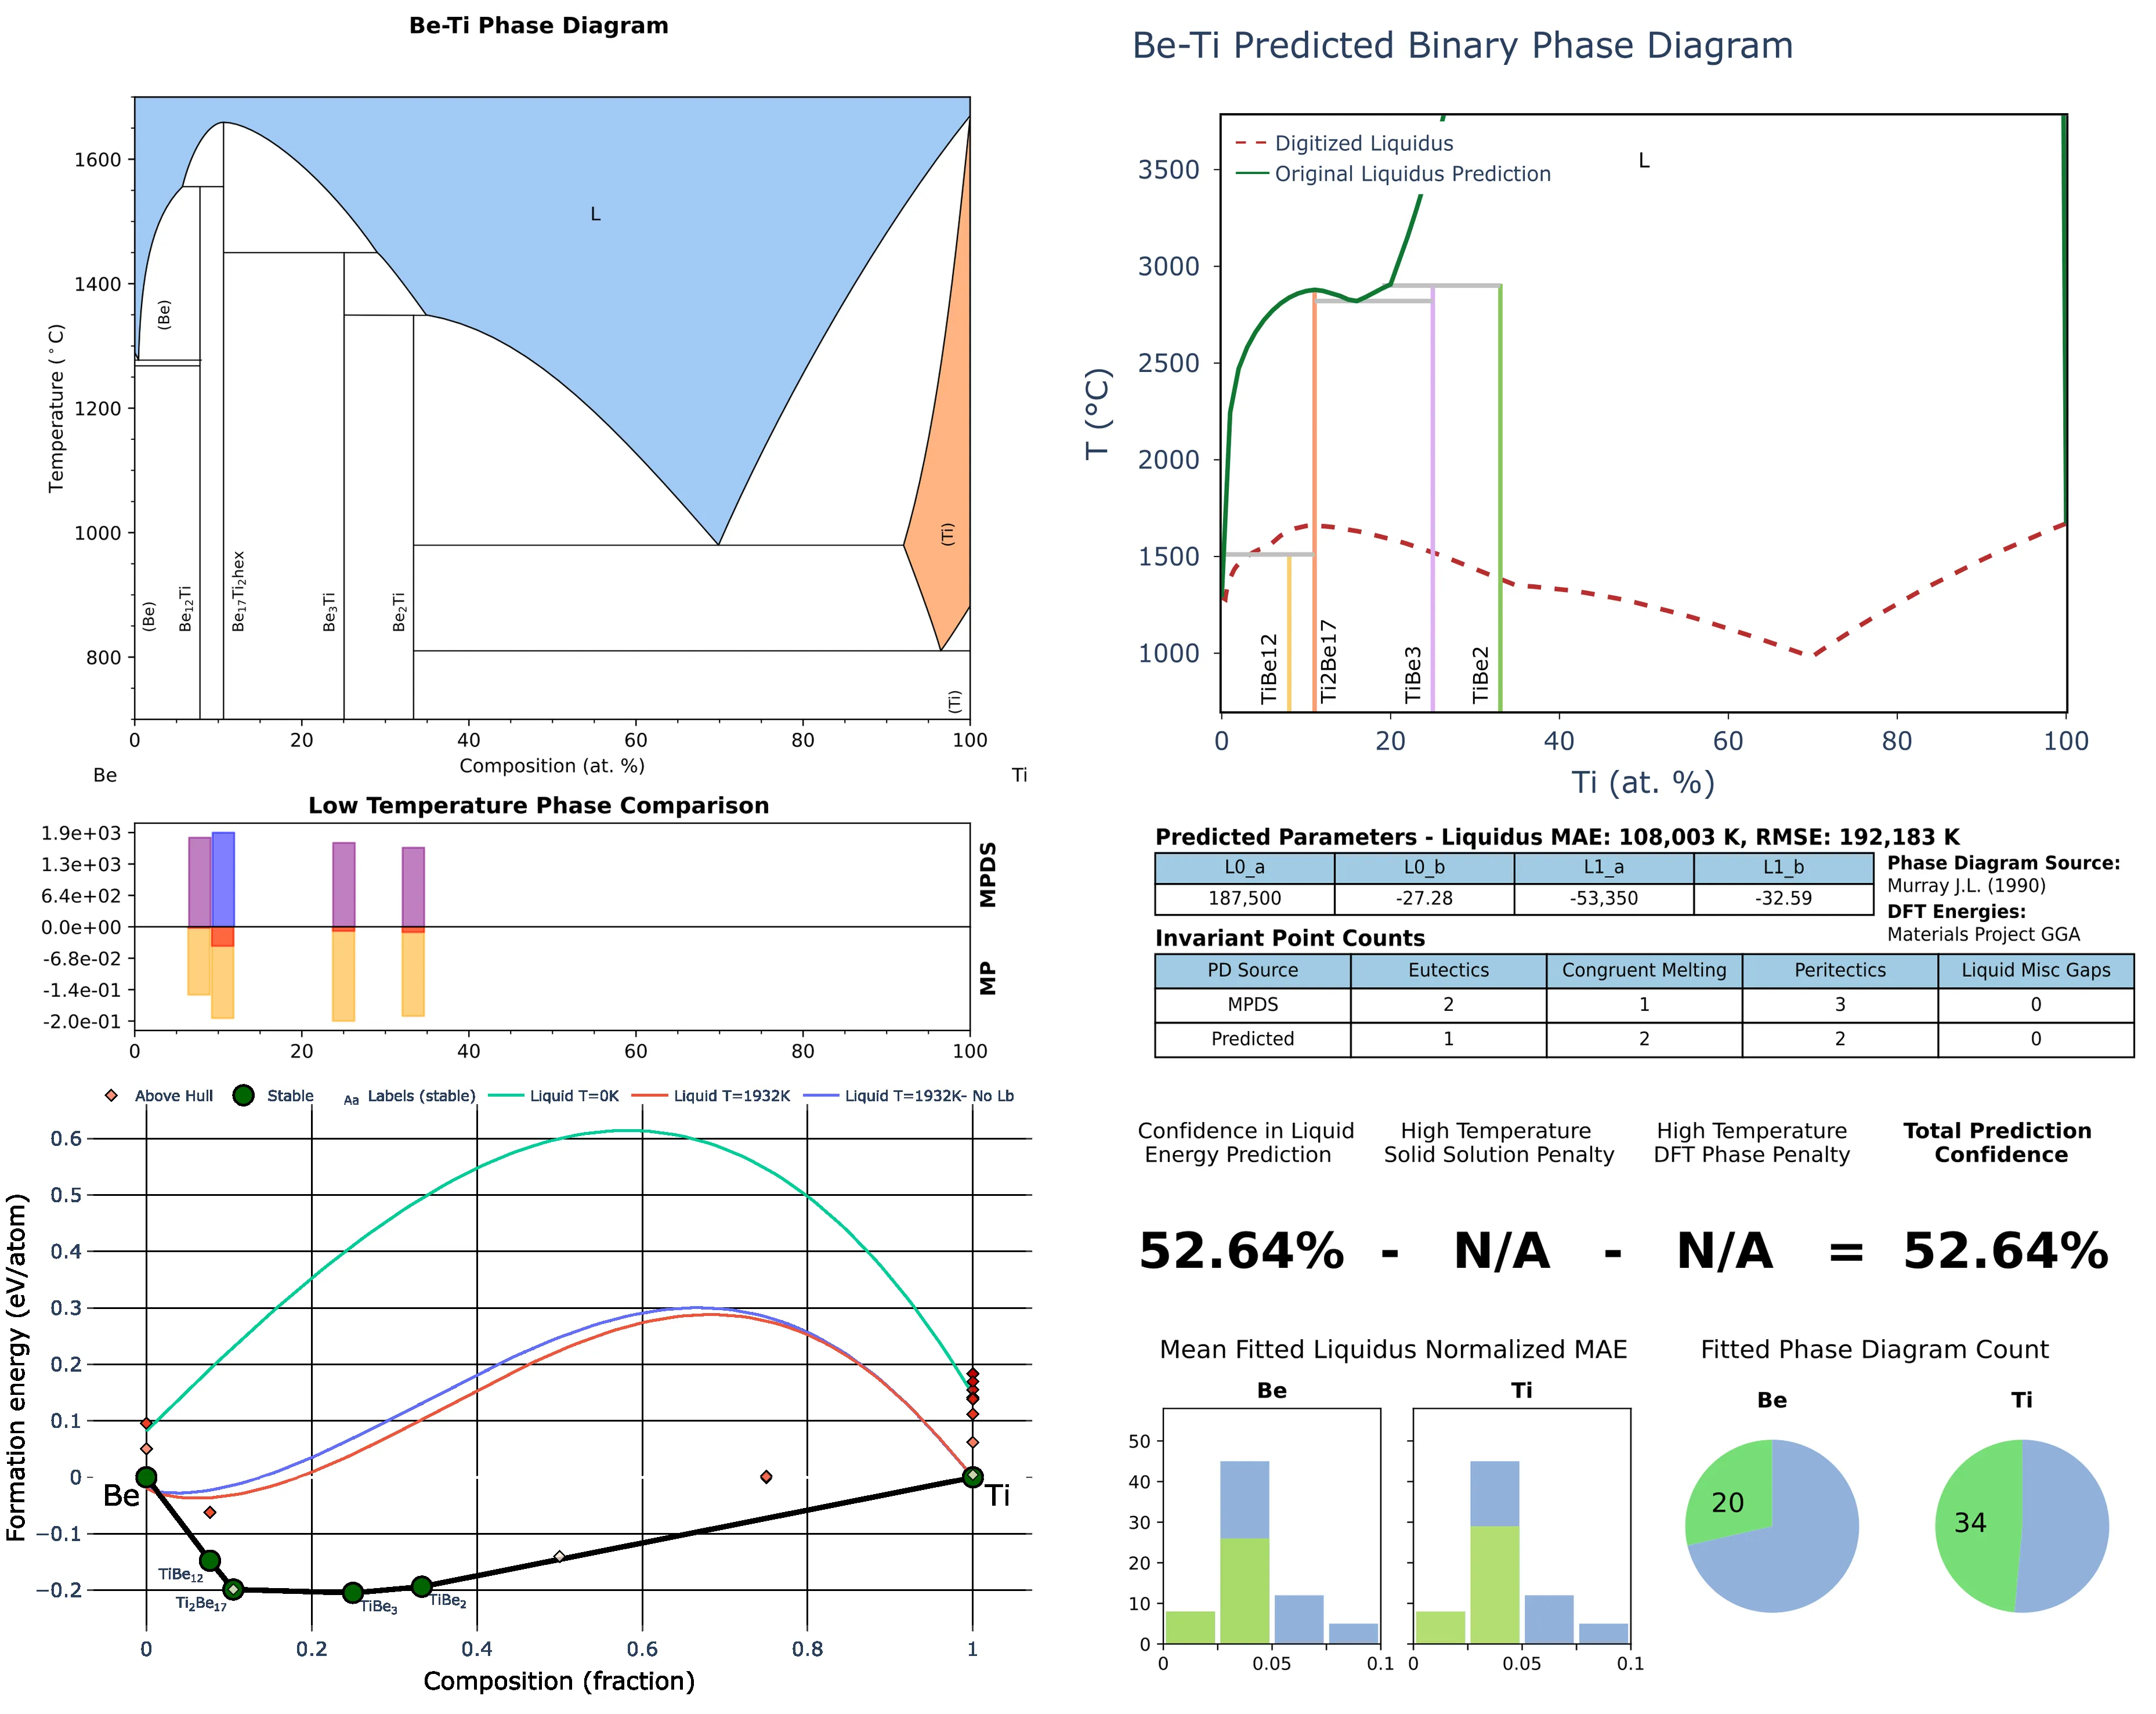 Be-Ti Phase Diagram
1600
1400
1200
1000
800
Temperature (°C)
L
(Be)
(Be)
Be12Ti
Be17Ti2hex
Be3Ti
Be2Ti
(Ti)
(Ti)
0 20 40 60 80 100
Composition (at. %)
Be Ti
Low Temperature Phase Comparison
1.9e+03
1.3e+03
6.4e+02
0.0e+00
-6.8e-02
-1.4e-01
-2.0e-01
MPDS
MP
0 20 40 60 80 100
Above Hull Stable Aa Labels (stable) Liquid T=0K Liquid T=1932K Liquid T=1932K- No Lb
0.6
0.5
0.4
0.3
0.2
0.1
0
−0.1
−0.2
Formation energy (eV/atom)
Be
Ti
TiBe12
Ti2Be17
TiBe3
TiBe2
0 0.2 0.4 0.6 0.8 1
Composition (fraction)
Be-Ti Predicted Binary Phase Diagram
Digitized Liquidus
Original Liquidus Prediction
L
3500
3000
2500
2000
1500
1000
T (°C)
TiBe12
Ti2Be17
TiBe3
TiBe2
0 20 40 60 80 100
Ti (at. %)
Predicted Parameters - Liquidus MAE: 108,003 K, RMSE: 192,183 K
L0_a L0_b L1_a L1_b
187,500 -27.28 -53,350 -32.59
Phase Diagram Source:
Murray J.L. (1990)
DFT Energies:
Materials Project GGA
Invariant Point Counts
PD Source Eutectics Congruent Melting Peritectics Liquid Misc Gaps
MPDS 2 1 3 0
Predicted 1 2 2 0
Confidence in Liquid
Energy Prediction
High Temperature
Solid Solution Penalty
High Temperature
DFT Phase Penalty
Total Prediction
Confidence
52.64% - N/A - N/A = 52.64%
Mean Fitted Liquidus Normalized MAE
Be Ti
50
40
30
20
10
0
0 0.05 0.1
0 0.05 0.1
Fitted Phase Diagram Count
Be Ti
20
34